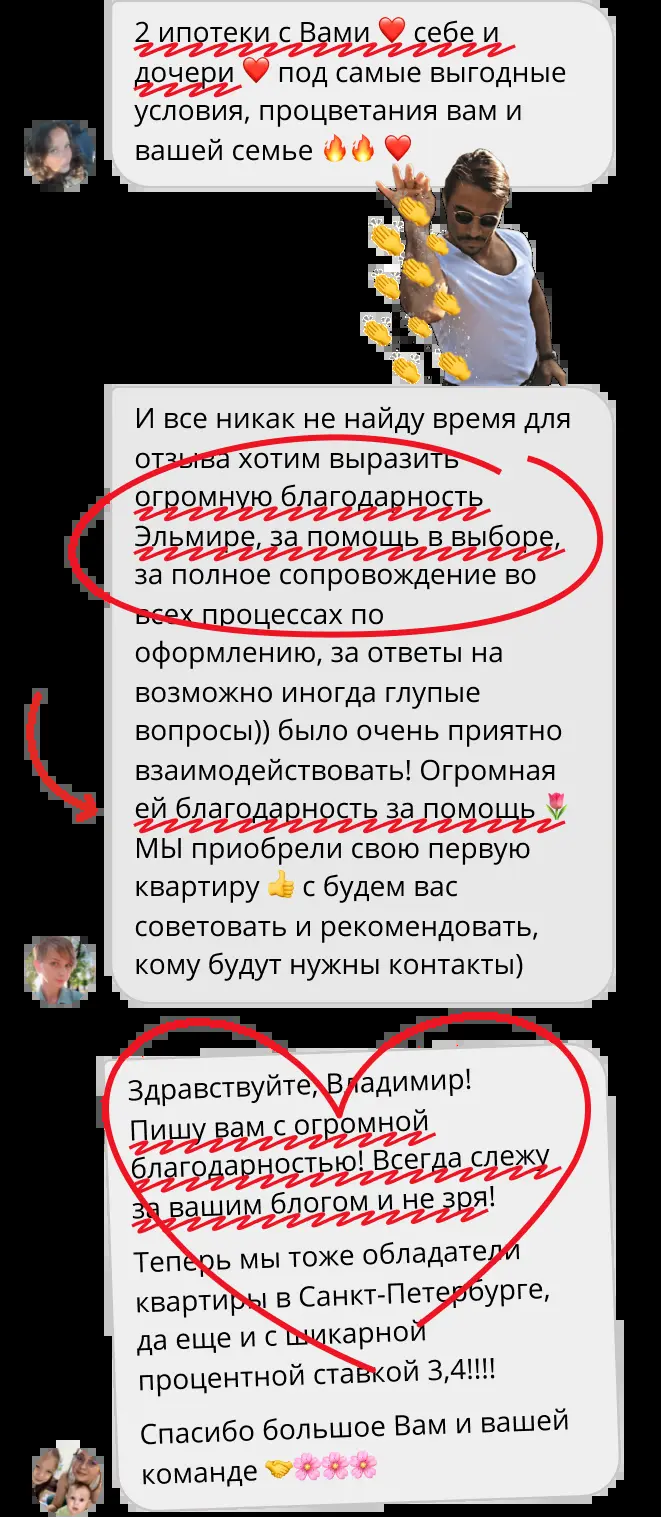 2 ипотеки с Вами ❤️ себе и
дочери ❤️ под самые выгодные
условия, процветания вам и
вашей семье 🔥🔥 ❤️
И все никак не найду время для
отзыва хотим выразить
огромную благодарность
Эльмире, за помощь в выборе,
за полное сопровождение во
всех процессах по
оформлению, за ответы на
возможно иногда глупые
вопросы)) было очень приятно
взаимодействовать! Огромная
ей благодарность за помощь 🌷
МЫ приобрели свою первую
квартиру 👍 с будем вас
советовать и рекомендовать,
кому будут нужны контакты)
Здравствуйте, Владимир!
Пишу вам с огромной
благодарностью! Всегда слежу
за вашим блогом и не зря!
Теперь мы тоже обладатели
квартиры в Санкт-Петербурге,
да еще и с шикарной
процентной ставкой 3,4!!!!
Спасибо большое Вам и вашей
команде 🤝🌸🌸🌸